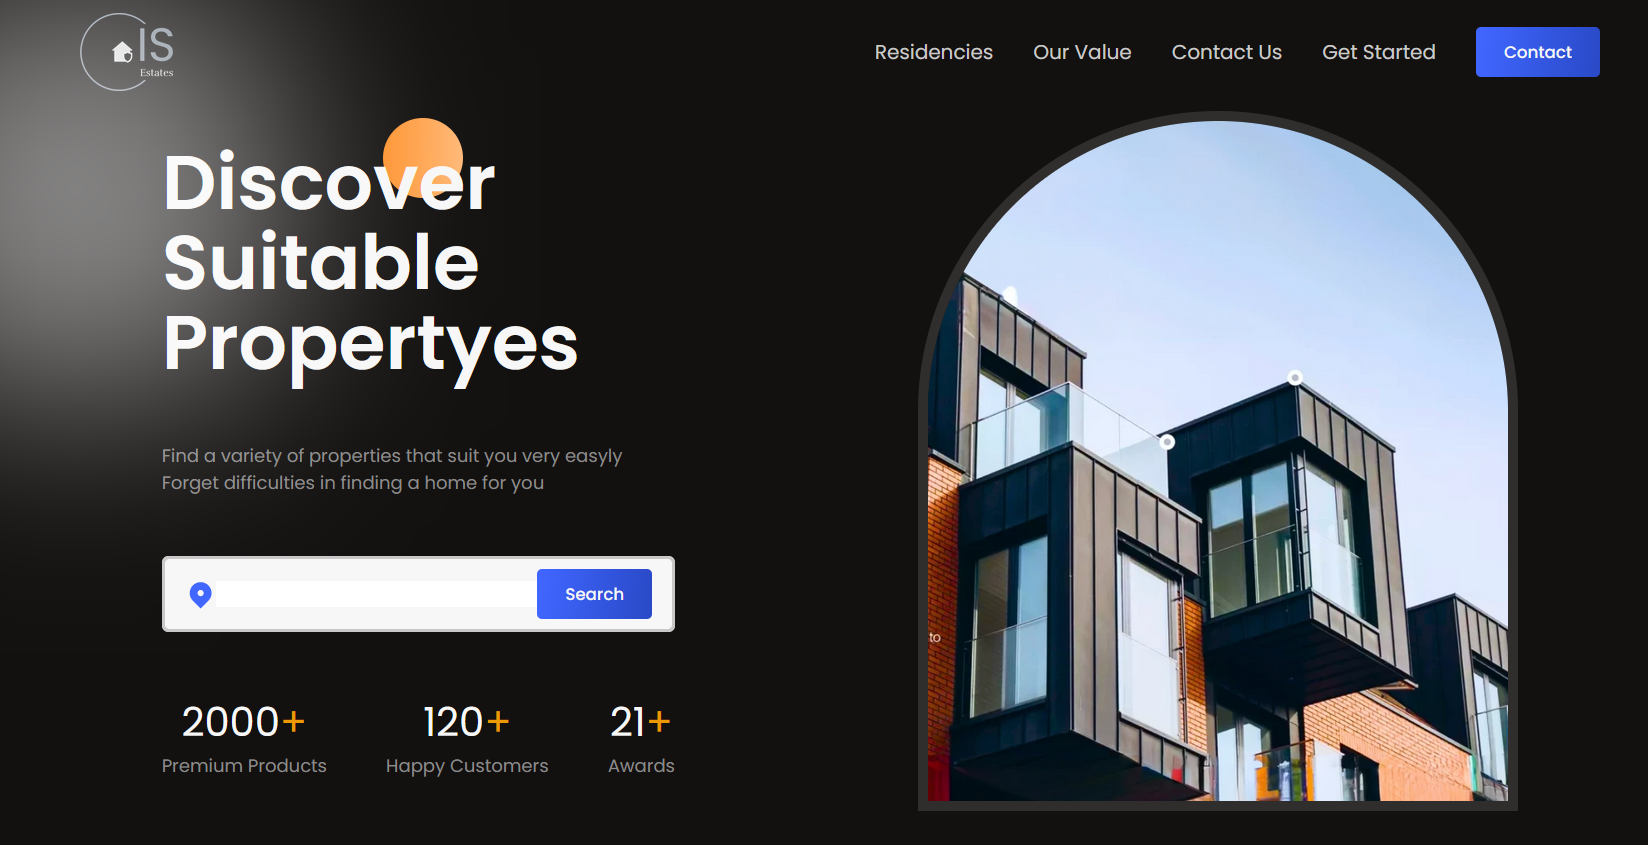 IS
Estates
Residencies
Our Value
Contact Us
Get Started
Contact
Discover
Suitable
Propertyes
Find a variety of properties that suit you very easyly
Forget difficulties in finding a home for you
Search
2000+
120+
21+
Premium Products
Happy Customers
Awards
to